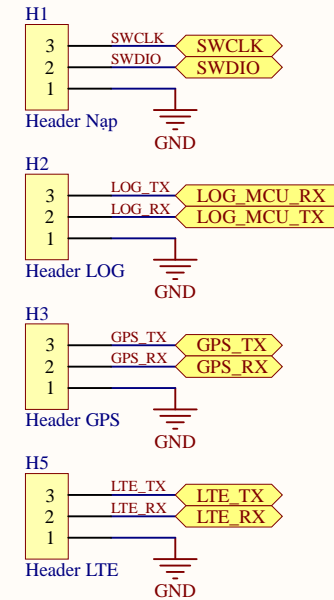 H1
3 SWCLK SWCLK
2 SWDIO SWDIO
1
Header Nạp
GND
H2
3 LOG_TX LOG_MCU_RX
2 LOG_RX LOG_MCU_TX
1
Header LOG
GND
H3
3 GPS_TX GPS_TX
2 GPS_RX GPS_RX
1
Header GPS
GND
H5
3 LTE_TX LTE_TX
2 LTE_RX LTE_RX
1
Header LTE
GND